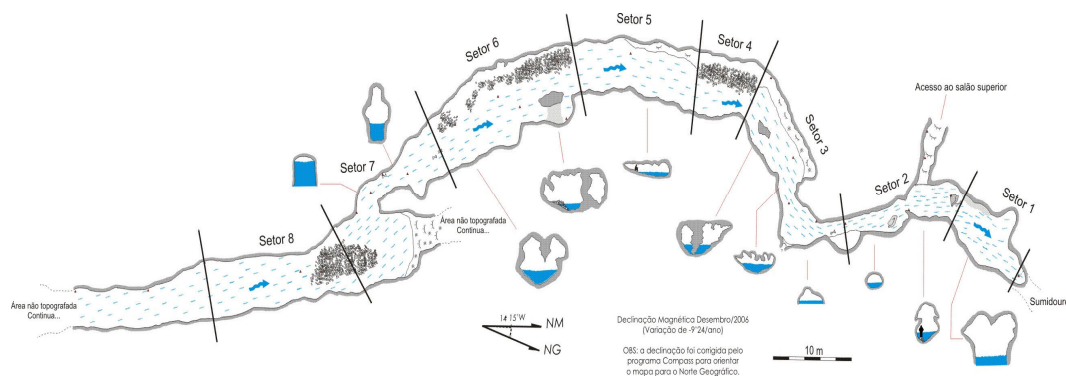 Setor 5
Setor 6
Setor 4
Acesso ao salão superior
Setor 3
Setor 7
Setor 2
Setor 1
Área não topografada
Continua...
Setor 8
Área não topografada
Continua...
Sumidouro
14 15'W
NM
NG
Declinação Magnética Desembro/2006
(Variação de -9"24/ano)
OBS: a declinação foi corrigida pelo
programa Compass para orientar
o mapa para o Norte Geográfico.
10 m